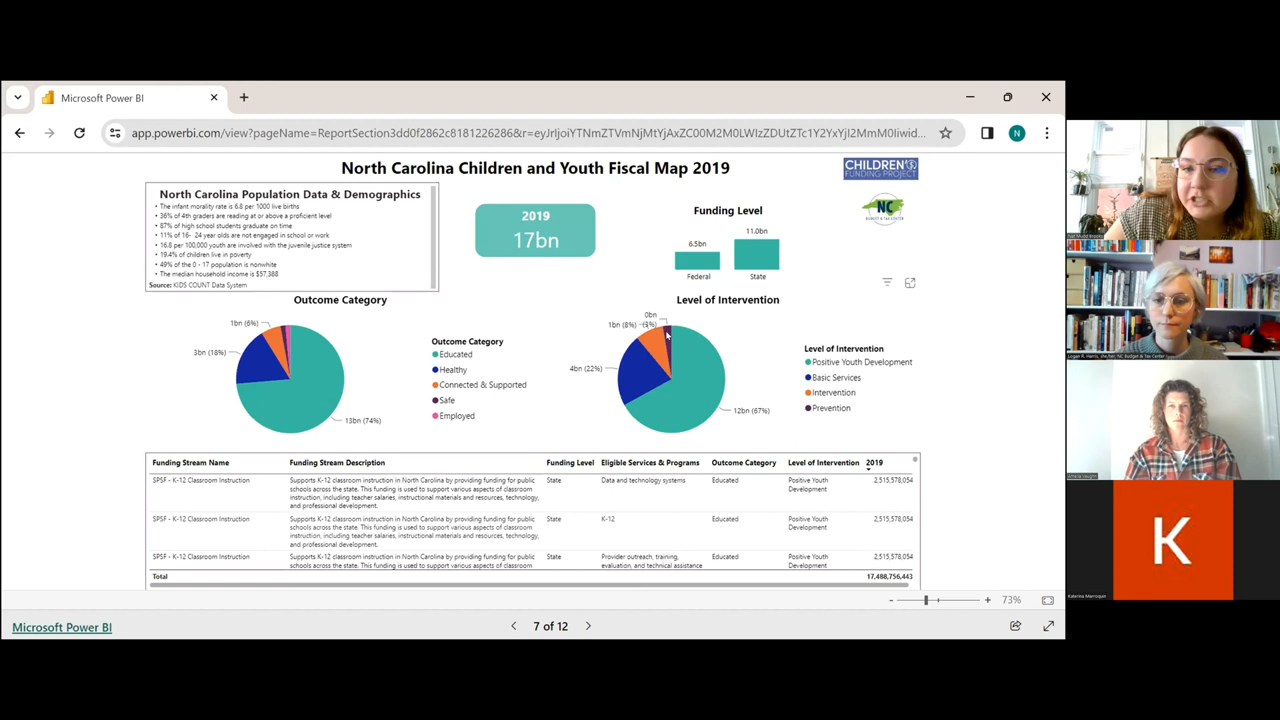 Microsoft Power BI
app.powerbi.com/view?pageName=ReportSection3dd0f2862c8181226286&r=
N
North Carolina Children and Youth Fiscal Map 2019
CHILDREN'S
FUNDING PROJECT
NC
BUDGET & TAX CENTER
North Carolina Population Data & Demographics
• The infant morality rate is 6.8 per 1000 live births
• 36% of 4th graders are reading at or above a proficient level
• 87% of high school students graduate on time
• 11% of 16- 24 year olds are not engaged in school or work
• 16.8 per 100,000 youth are involved with the juvenile justice system
• 19.4% of children live in poverty
• 49% of the 0 - 17 population is nonwhite
• The median household income is $57,388
Source: KIDS COUNT Data System
2019
17bn
Funding Level
6.5bn
11.0bn
Federal
State
Outcome Category
1bn (6%)
3bn (18%)
13bn (74%)
Outcome Category
Educated
Healthy
Connected & Supported
Safe
Employed
Level of Intervention
0bn
(3%)
1bn (8%)
4bn (22%)
12bn (67%)
Level of Intervention
Positive Youth Development
Basic Services
Intervention
Prevention
Funding Stream Name Funding Stream Description Funding Level Eligible Services & Programs Outcome Category Level of Intervention 2019
SPSF - K-12 Classroom Instruction Supports K-12 classroom instruction in North Carolina by providing funding for public State Data and technology systems Educated Positive Youth 2,515,578,054
schools across the state. This funding is used to support various aspects of classroom Development
instruction, including teacher salaries, instructional materials and resources, technology,
and professional development.
SPSF - K-12 Classroom Instruction Supports K-12 classroom instruction in North Carolina by providing funding for public State K-12 Educated Positive Youth 2,515,578,054
schools across the state. This funding is used to support various aspects of classroom Development
instruction, including teacher salaries, instructional materials and resources, technology,
and professional development.
SPSF - K-12 Classroom Instruction Supports K-12 classroom instruction in North Carolina by providing funding for public State Provider outreach, training, Educated Positive Youth 2,515,578,054
schools across the state. This funding is used to support various aspects of classroom evaluation, and technical assistance Development
Total 17,488,756,443
73%
Microsoft Power BI
7 of 12
K
Katerina Marroquin